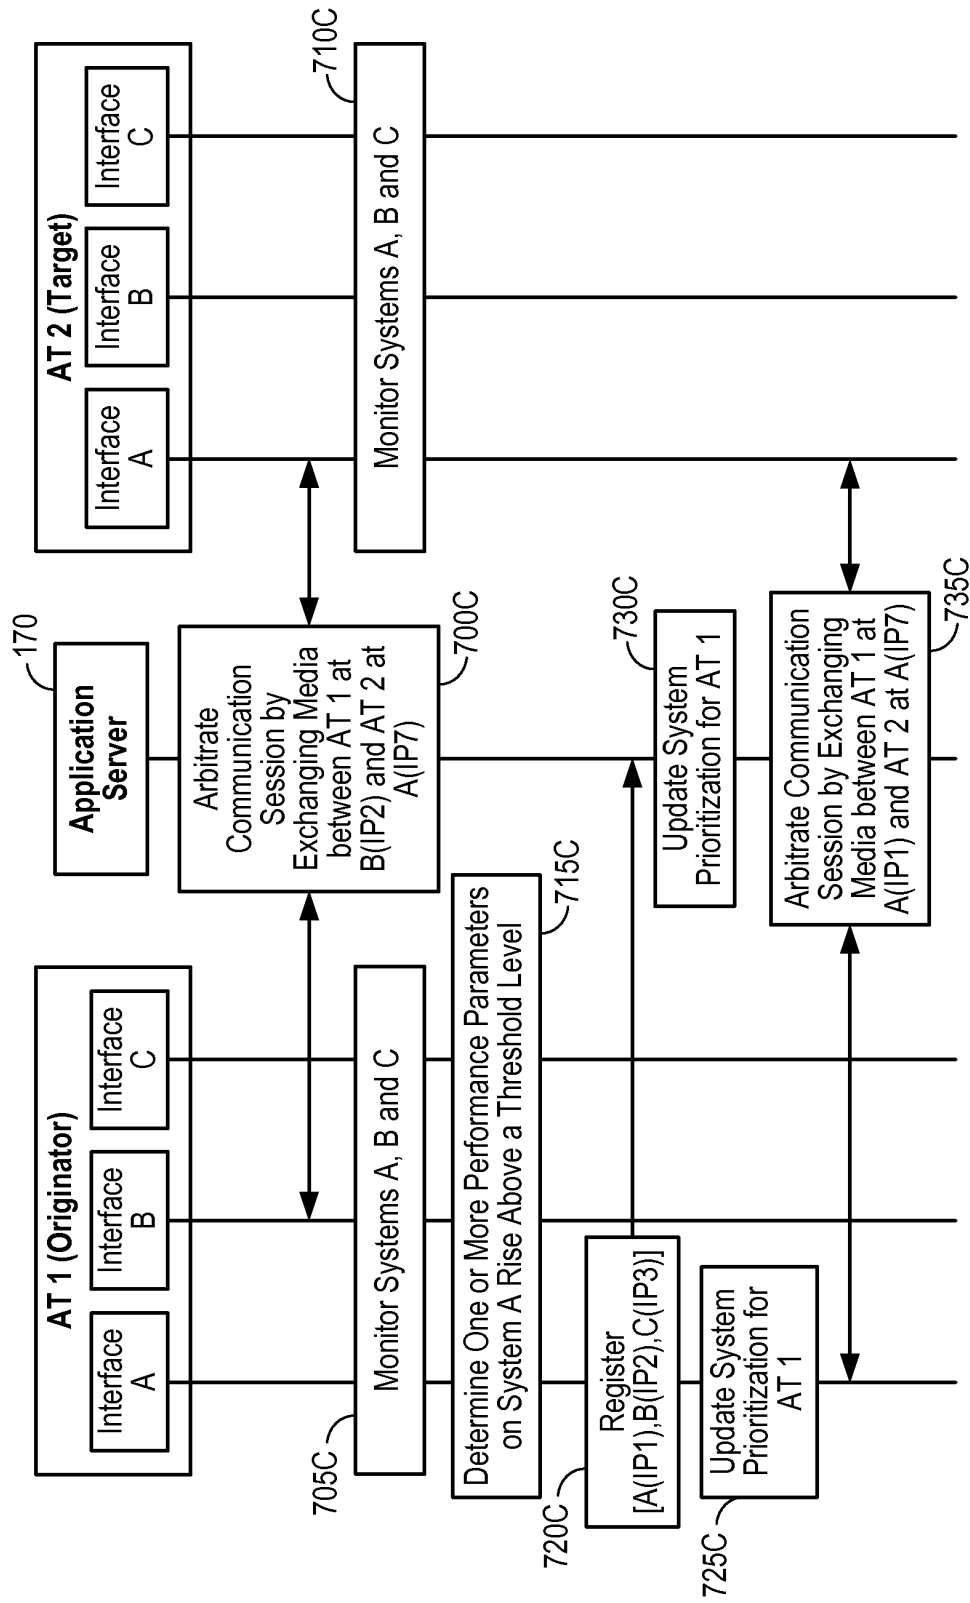 AT 1 (Originator)
Interface
A
Interface
B
Interface
C
Application
Server
170
AT 2 (Target)
Interface
A
Interface
B
Interface
C
Arbitrate
Communication
Session by
Exchanging Media
between AT 1 at
B(IP2) and AT 2 at
A(IP7)
700C
705C
Monitor Systems A, B and C
Monitor Systems A, B and C
710C
Determine One or More Performance Parameters
on System A Rise Above a Threshold Level
715C
720C
Register
[A(IP1),B(IP2),C(IP3)]
725C
Update System
Prioritization for
AT 1
730C
Update System
Prioritization for AT 1
Arbitrate Communication
Session by Exchanging
Media between AT 1 at
A(IP1) and AT 2 at A(IP7)
735C